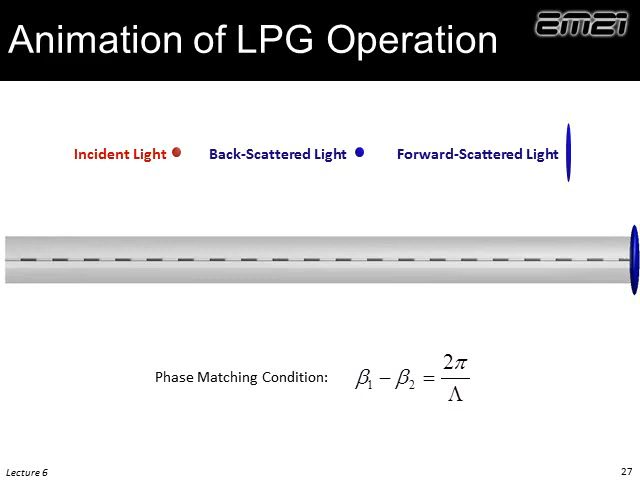 Animation of LPG Operation
EM21
Incident Light
Back-Scattered Light
Forward-Scattered Light
Phase Matching Condition: β₁ − β₂ = 2π/Λ
Lecture 6
27